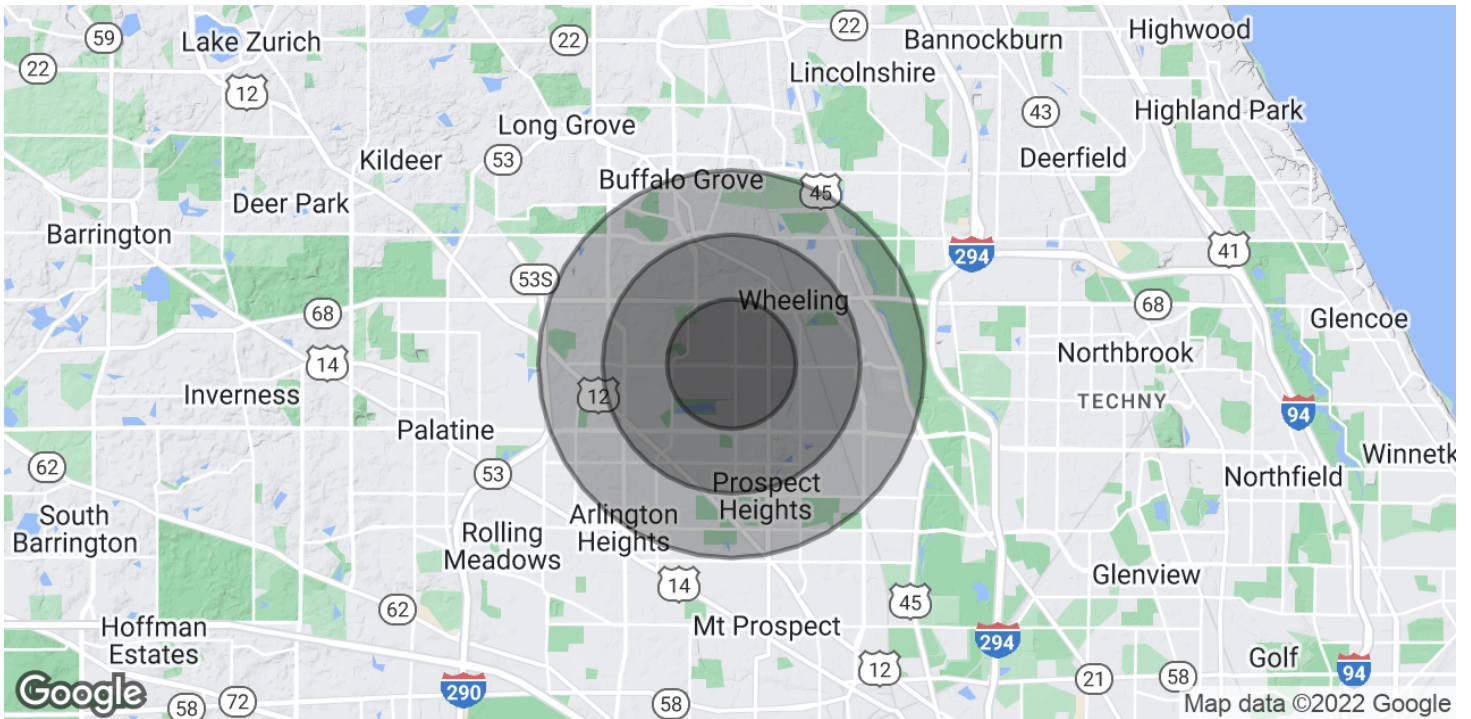 59
Lake Zurich
22
22
Bannockburn
Highwood
22
12
Lincolnshire
43
Highland Park
Long Grove
Kildeer
53
Deerfield
Buffalo Grove
45
Deer Park
Barrington
294
41
53S
68
Wheeling
68
Glencoe
14
Northbrook
Inverness
12
TECHNY
94
Palatine
62
53
Winnetk
Prospect
Heights
Northfield
South
Barrington
Arlington
Heights
Rolling
Meadows
14
Glenview
62
45
Hoffman
Estates
Mt Prospect
294
12
Golf
94
Google
58
72
290
58
21
58
Map data ©2022 Google